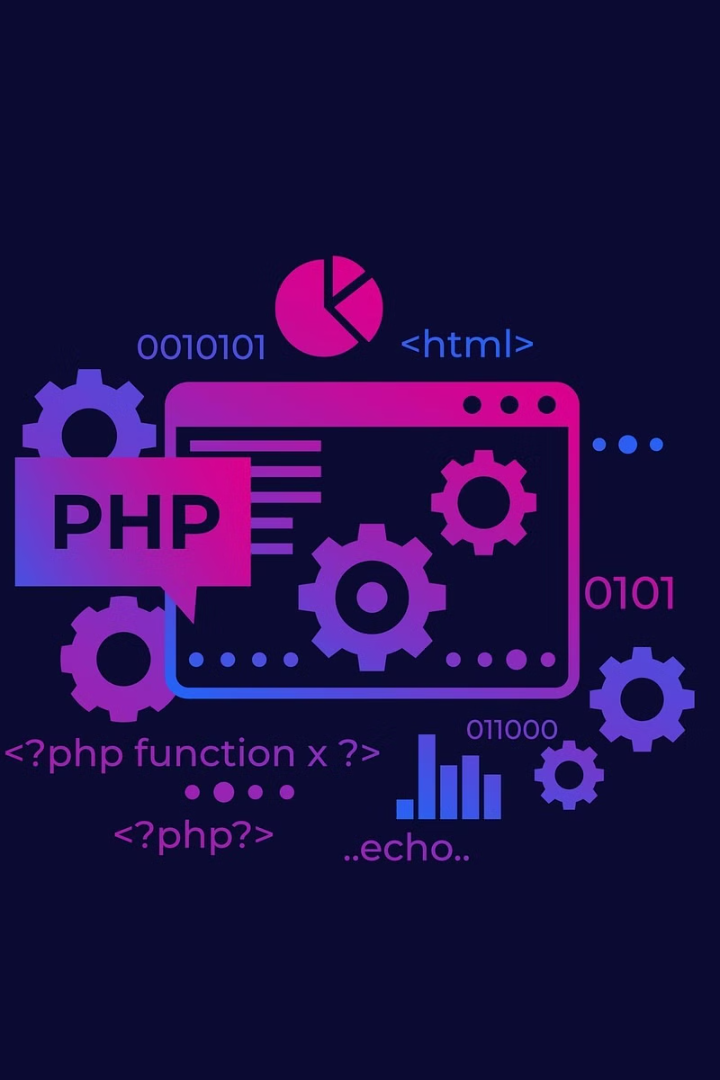 0010101
<html>
PHP
0101
011000
<?php function x ?>
<?php?>
..echo..